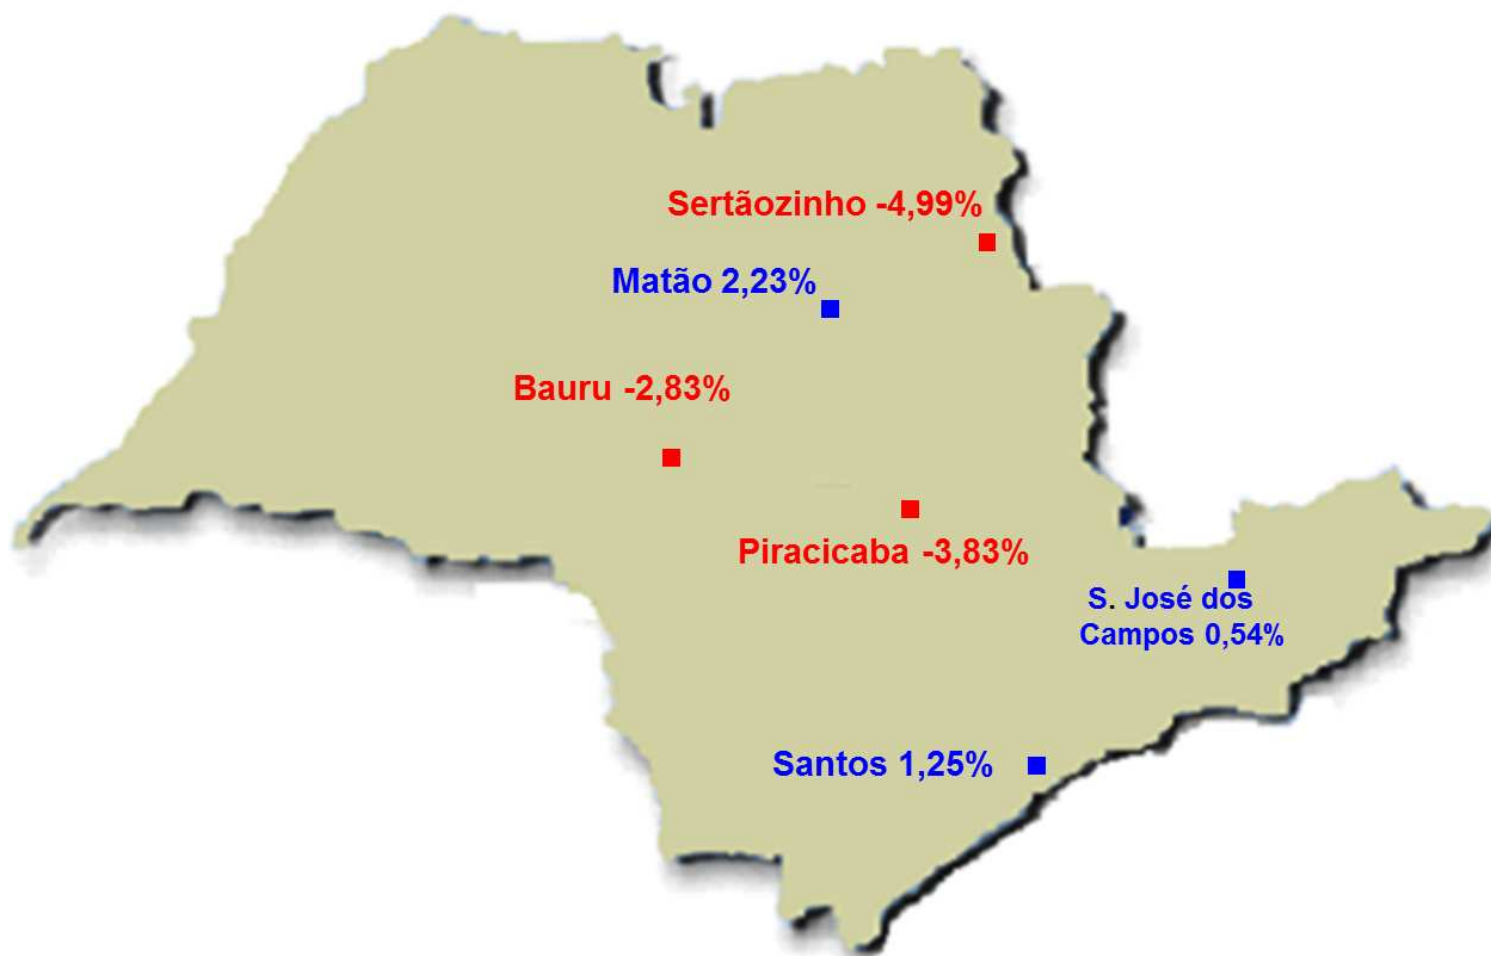 Sertãozinho -4,99%
Matão 2,23%
Bauru -2,83%
Piracicaba -3,83%
S. José dos
Campos 0,54%
Santos 1,25%